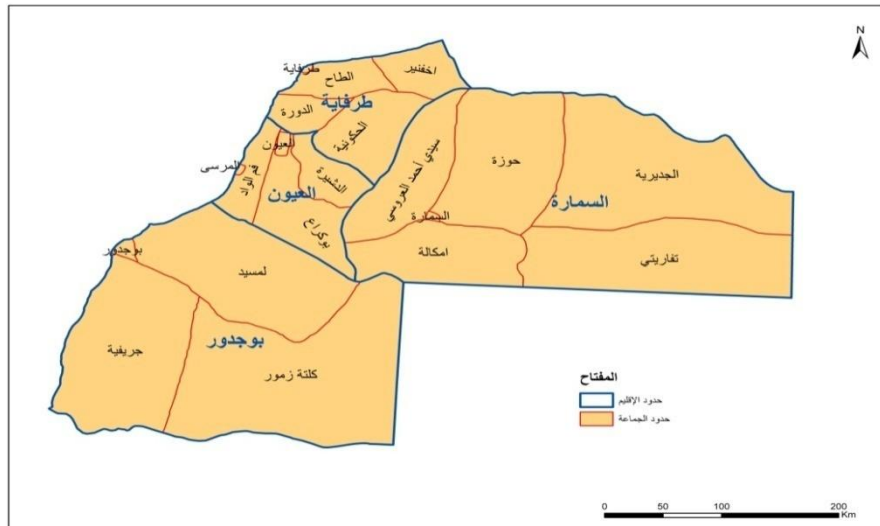 N
اخفنير
طرفاية
الطاح
طرفاية
الدورة
الحكونية
العيون
المرسى
فم الواد
الدشيرة
العيون
بوكراع
سيدي أحمد العروسي
حوزة
الجديرية
السمارة
السمارة
امكالة
تفاريتي
بوجدور
لمسيد
بوجدور
جريفية
كلتة زمور
المفتاح
حدود الإقليم
حدود الجماعة
0 50 100 200
Km